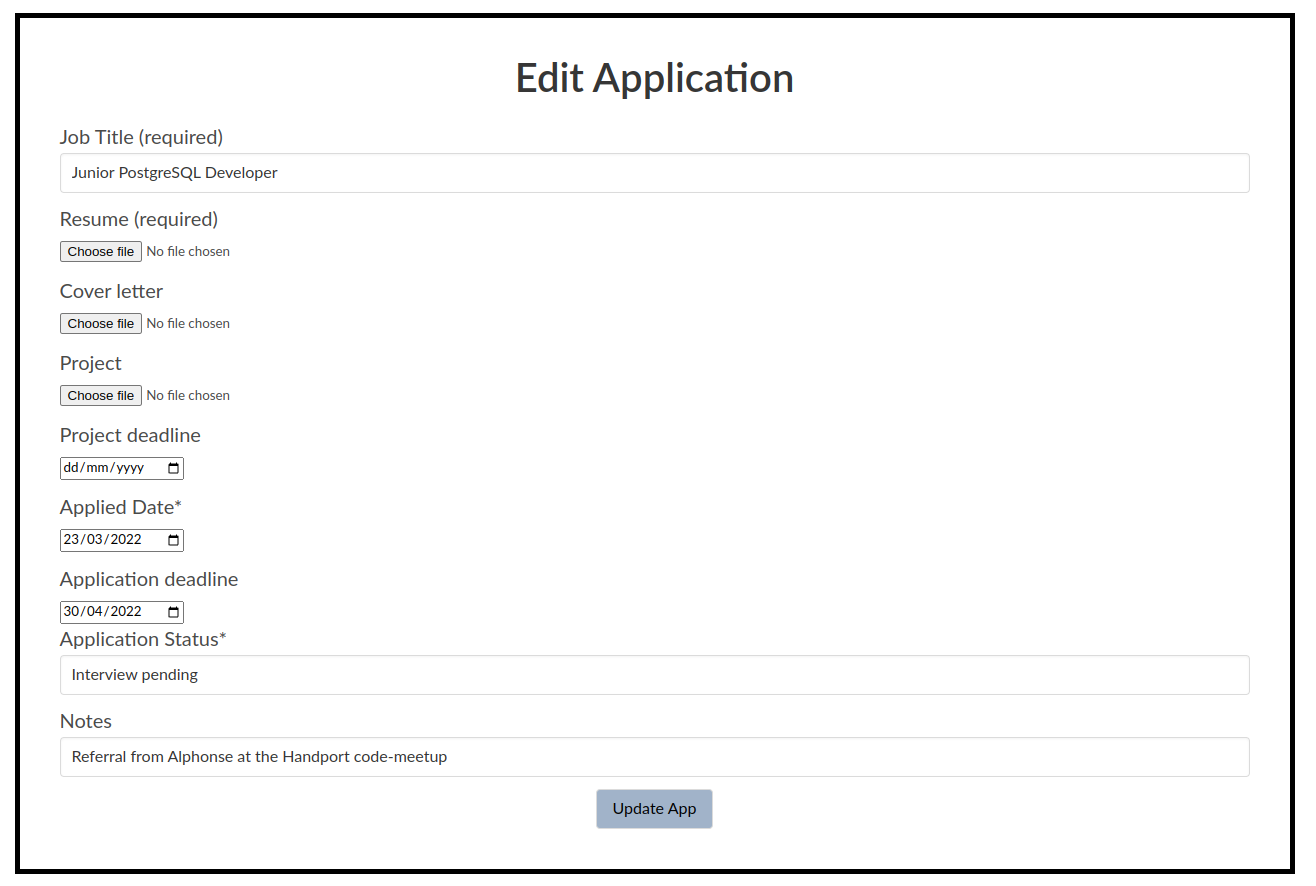 Edit Application
Job Title (required)
Junior PostgreSQL Developer
Resume (required)
Choose file No file chosen
Cover letter
Choose file No file chosen
Project
Choose file No file chosen
Project deadline
dd/mm/yyyy
Applied Date*
23/03/2022
Application deadline
30/04/2022
Application Status*
Interview pending
Notes
Referral from Alphonse at the Handport code-meetup
Update App